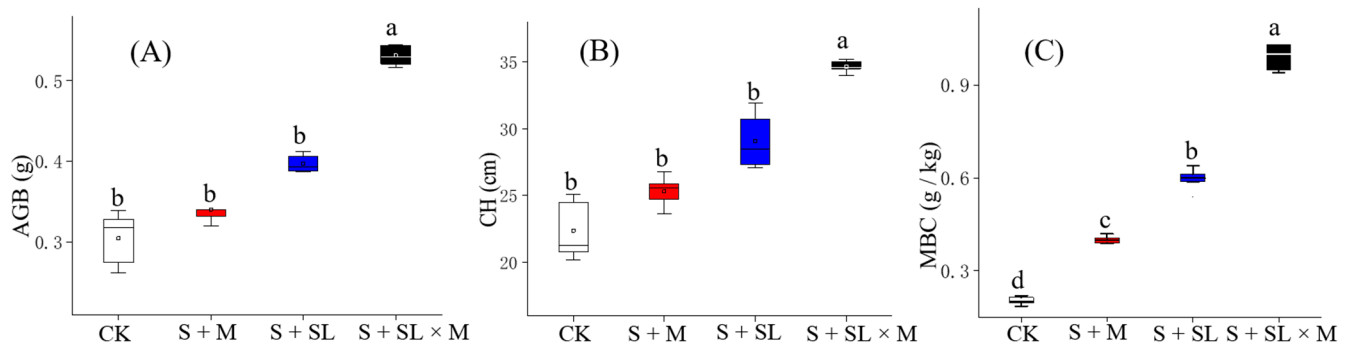 (A)
AGB (g)
0.5
0.4
0.3
b
b
b
a
CK
S + M
S + SL
S + SL × M
(B)
CH (cm)
35
30
25
20
b
b
b
a
CK
S + M
S + SL
S + SL × M
(C)
MBC (g / kg)
0.9
0.6
0.3
d
c
b
a
CK
S + M
S + SL
S + SL × M